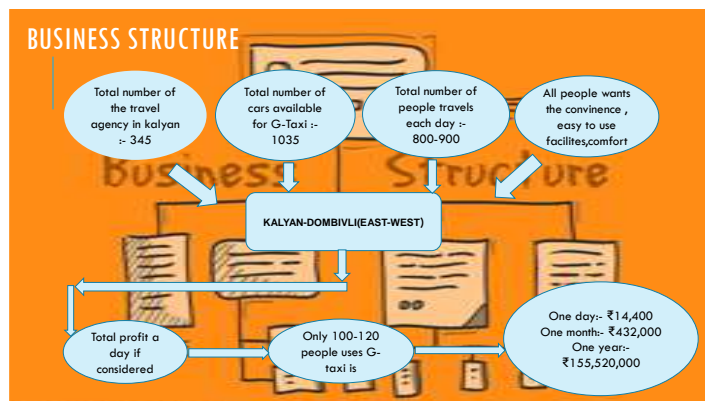 BUSINESS STRUCTURE
Total number of
the travel
agency in kalyan
:- 345
Total number of
cars available
for G-Taxi :-
1035
Total number of
people travels
each day :-
800-900
All people wants
the convinence ,
easy to use
facilites,comfort
Business Structure
KALYAN-DOMBIVLI(EAST-WEST)
Total profit a
day if
considered
Only 100-120
people uses G-
taxi is
One day:- ₹14,400
One month:- ₹432,000
One year:-
₹155,520,000